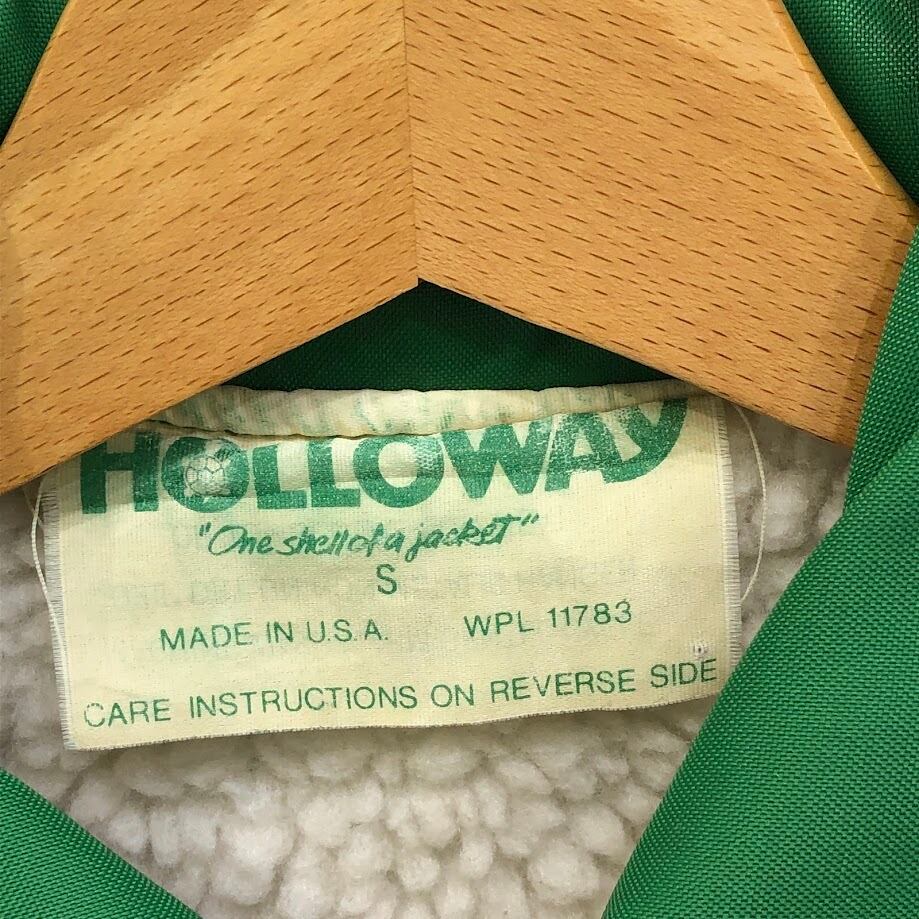 HOLLOWAY
"One shell of a jacket"
S
MADE IN U.S.A. WPL 11783
CARE INSTRUCTIONS ON REVERSE SIDE